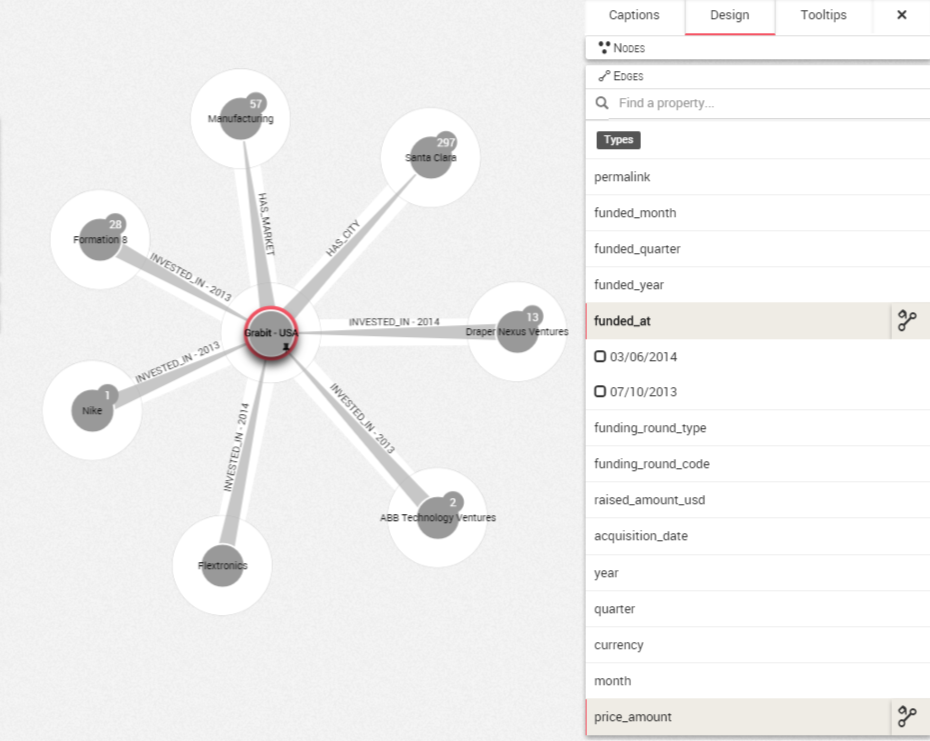 Captions
Design
Tooltips
NODES
EDGES
Find a property...
Types
permalink
funded_month
funded_quarter
funded_year
funded_at
03/06/2014
07/10/2013
funding_round_type
funding_round_code
raised_amount_usd
acquisition_date
year
quarter
currency
month
price_amount
57
Manufacturing
297
Santa Clara
28
Formation 8
HAS_MARKET
HAS_CITY
INVESTED_IN - 2013
Grabit - USA
INVESTED_IN - 2014
13
Draper Nexus Ventures
INVESTED_IN - 2013
1
Nike
INVESTED_IN - 2014
INVESTED_IN - 2013
2
ABB Technology Ventures
Flextronics